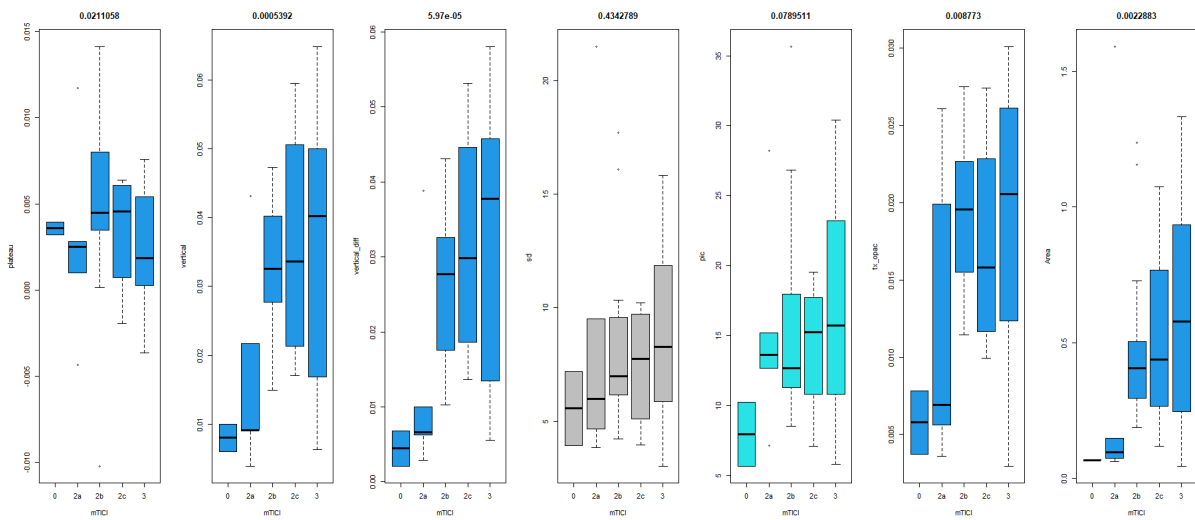 0.0211058
0.015
0.010
0.005
0.000
-0.005
-0.010
plateau
0 2a 2b 2c 3
mTICI
0.0005392
0.06
0.05
0.04
0.03
0.02
0.01
vertical
0 2a 2b 2c 3
mTICI
5.97e-05
0.06
0.05
0.04
0.03
0.02
0.01
0.00
vertical_diff
0 2a 2b 2c 3
mTICI
0.4342789
20
15
10
5
sd
0 2a 2b 2c 3
mTICI
0.0789511
35
30
25
20
15
10
5
pic
0 2a 2b 2c 3
mTICI
0.008773
0.030
0.025
0.020
0.015
0.010
0.005
tx_opac
0 2a 2b 2c 3
mTICI
0.0022883
1.5
1.0
0.5
0.0
Area
0 2a 2b 2c 3
mTICI